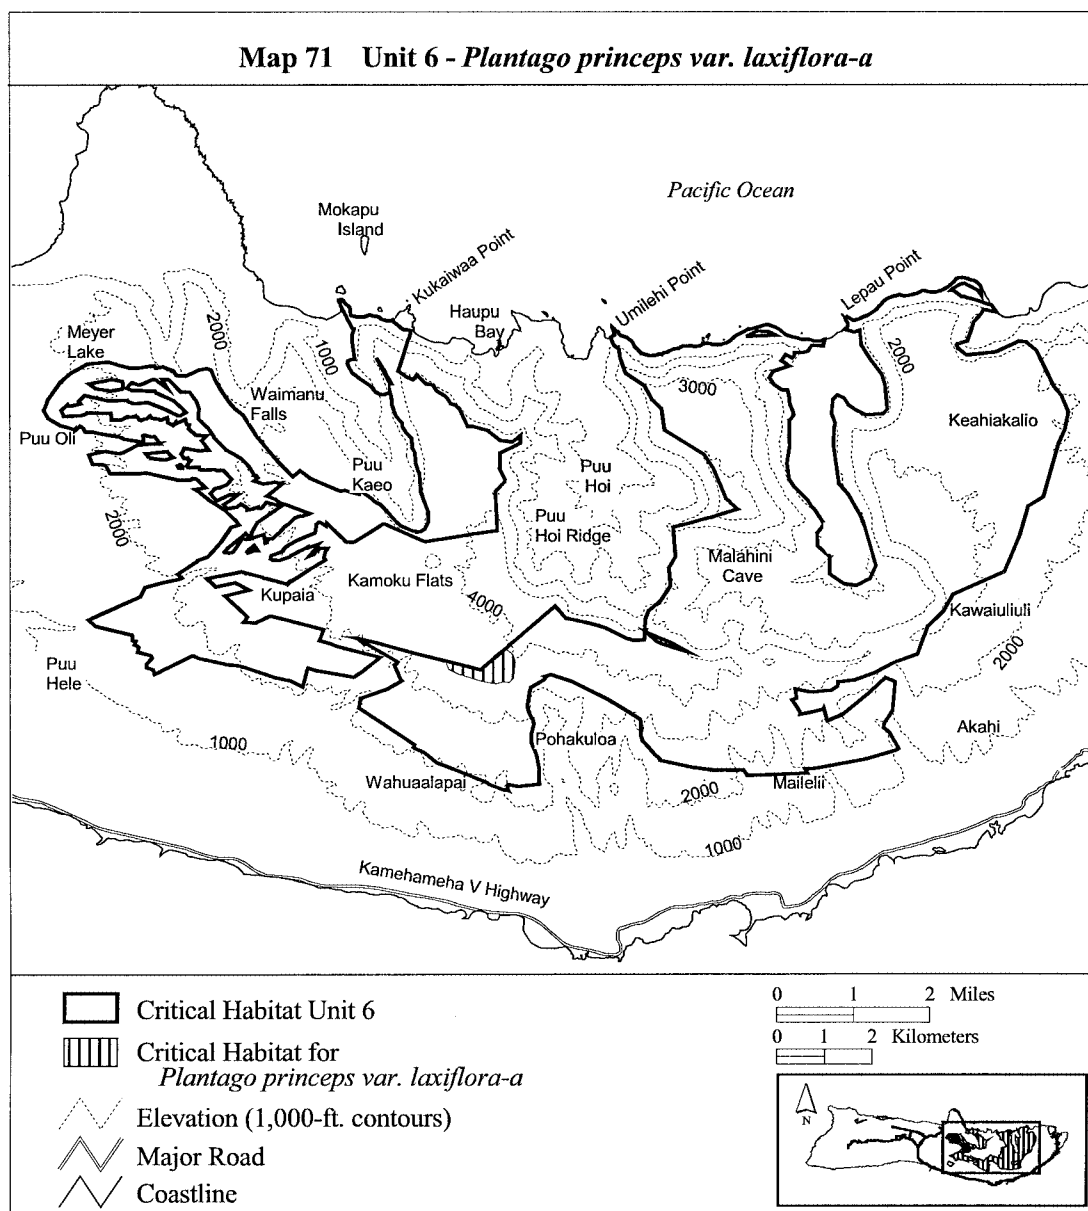 Map 71 Unit 6 - Plantago princeps var. laxiflora-a
Pacific Ocean
Mokapu
Island
Kukaiwaa Point
Haupu
Bay
Umilehi Point
Lepau Point
Meyer
Lake
2000
1000
2000
3000
Waimanu
Falls
Keahiakalio
Puu Oli
Puu
Kaeo
Puu
Hoi
Puu
Hoi Ridge
2000
Malahini
Cave
Kamoku Flats
Kupaia
4000
Kawaiuliuli
2000
Puu
Hele
1000
Pohakuloa
Akahi
Wahuaalapai
2000
Mailelii
1000
Kamehameha V Highway
Critical Habitat Unit 6
Critical Habitat for
Plantago princeps var. laxiflora-a
Elevation (1,000-ft. contours)
Major Road
Coastline
0 1 2 Miles
0 1 2 Kilometers
N